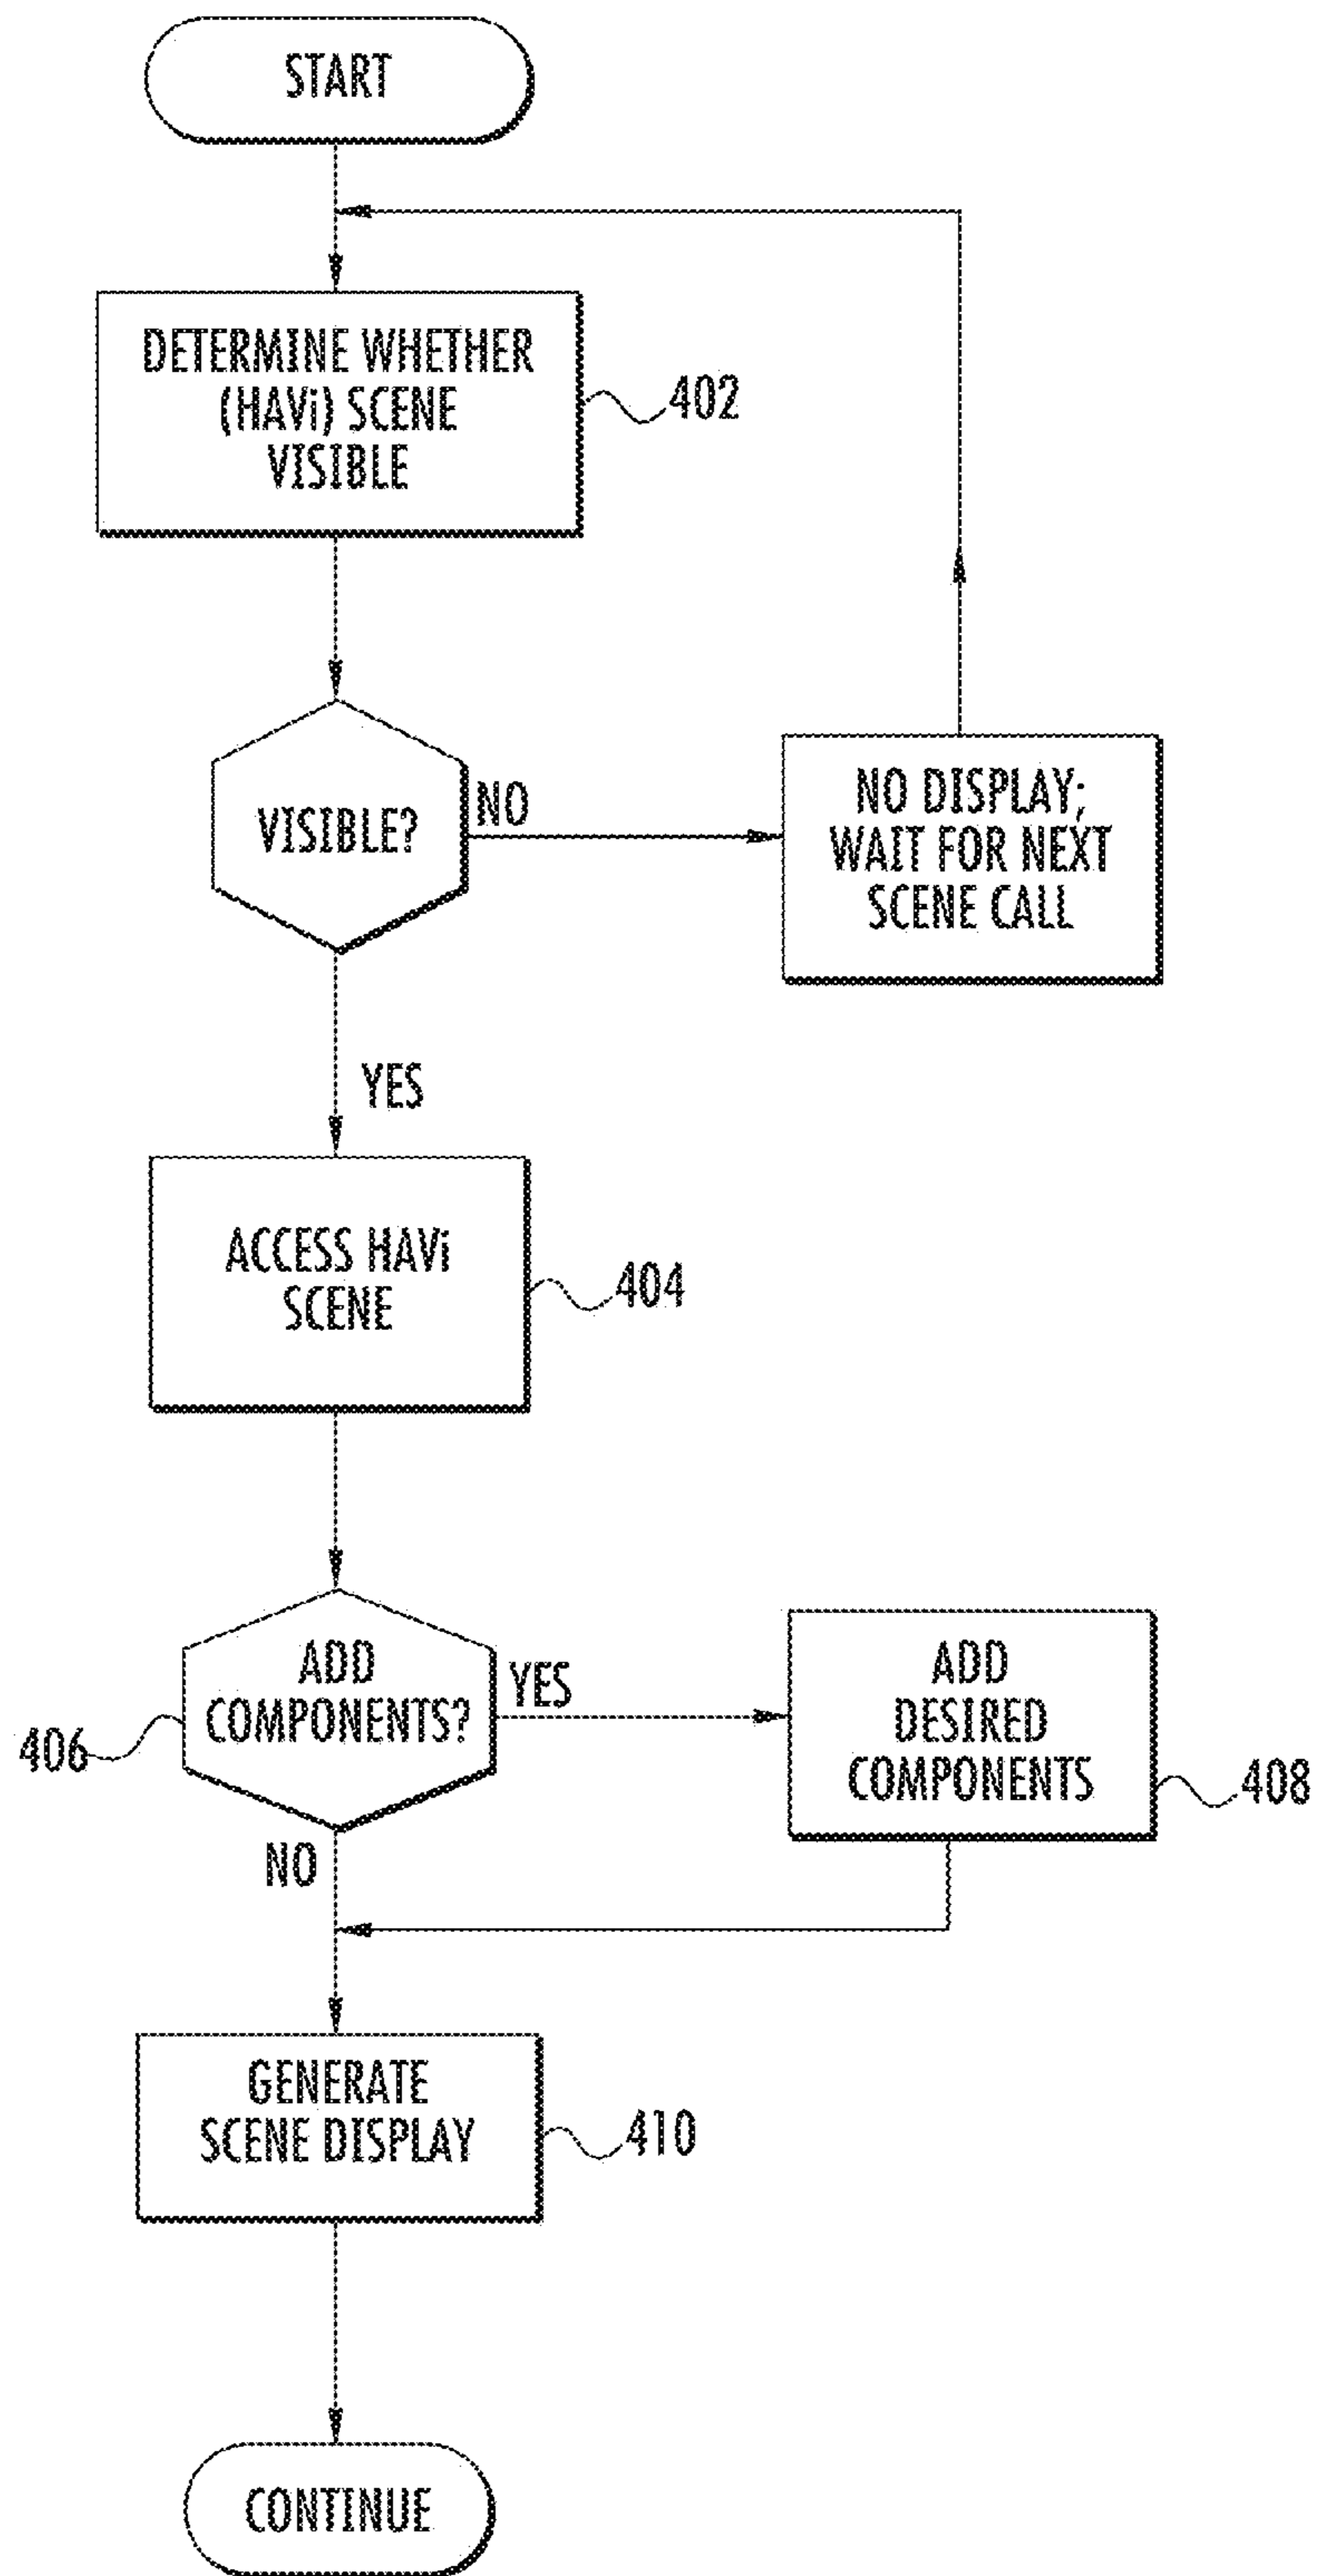 START
DETERMINE WHETHER
(HAVi) SCENE
VISIBLE
402
VISIBLE?
NO
NO DISPLAY;
WAIT FOR NEXT
SCENE CALL
YES
ACCESS HAVi
SCENE
404
ADD
COMPONENTS?
406
YES
ADD
DESIRED
COMPONENTS
408
NO
GENERATE
SCENE DISPLAY
410
CONTINUE